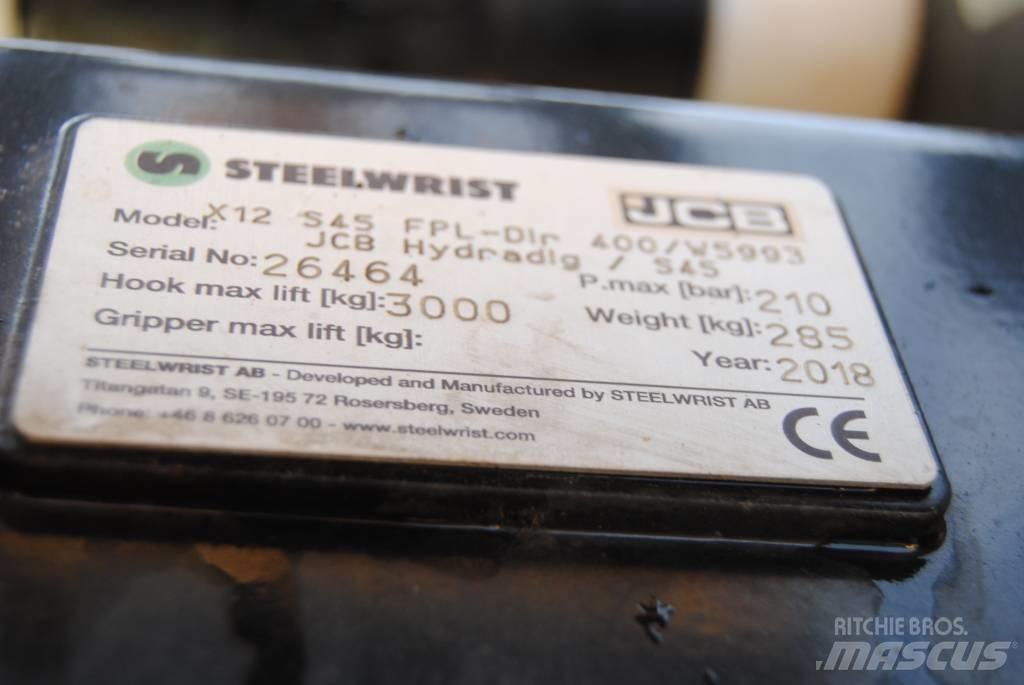 STEELWRIST
JCB
Model: X12 S45 FPL-DIr 400/W5993
JCB Hydradig / S45
Serial No: 26464
P.max [bar]: 210
Hook max lift [kg]: 3000
Weight [kg]: 285
Gripper max lift [kg]:
Year: 2018
STEELWRIST AB - Developed and Manufactured by STEELWRIST AB
Titangatan 9, SE-195 72 Rosersberg, Sweden
Phone: +46 8 626 07 00 - www.steelwrist.com
CE
RITCHIE BROS.
MASCUS